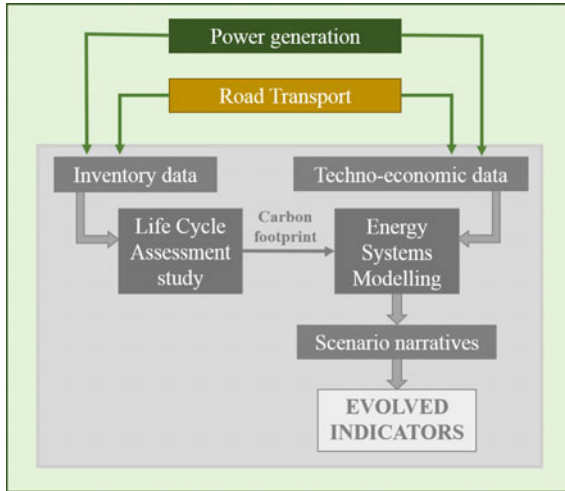 Power generation
Road Transport
Inventory data
Techno-economic data
Life Cycle
Assessment
study
Carbon
footprint
Energy
Systems
Modelling
Scenario narratives
EVOLVED
INDICATORS